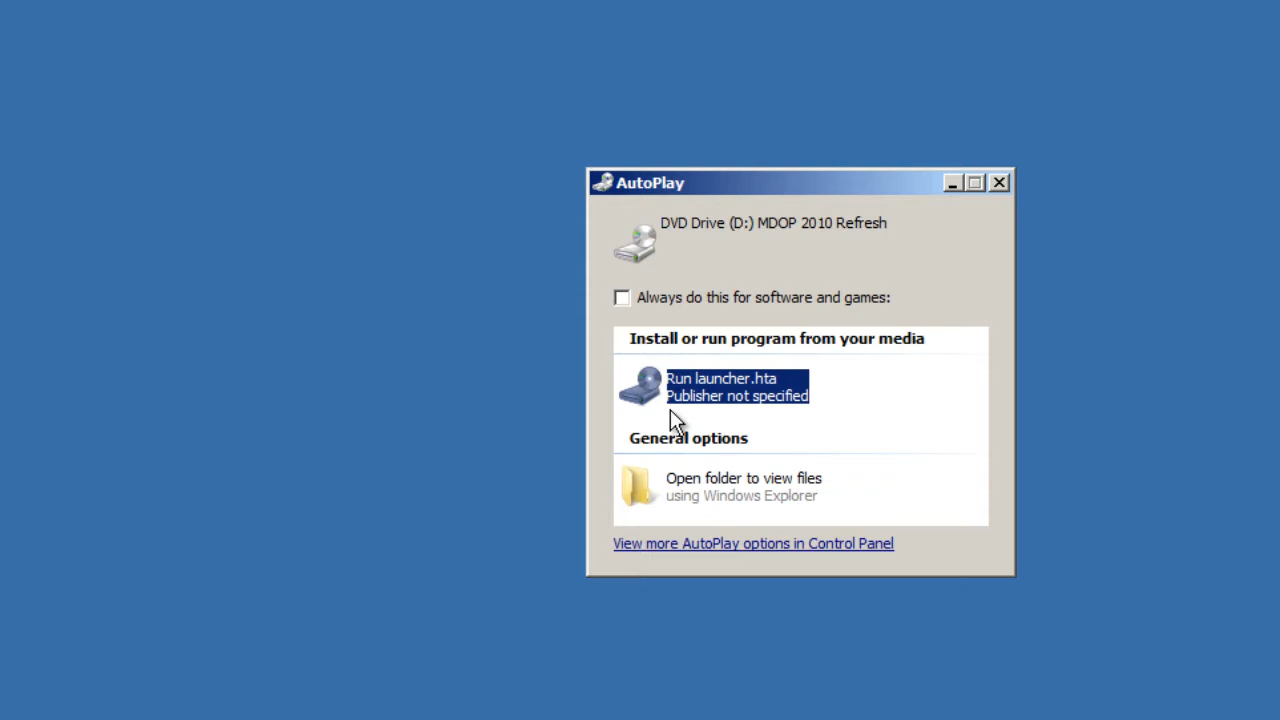 AutoPlay
DVD Drive (D:) MDOP 2010 Refresh
Always do this for software and games:
Install or run program from your media
Run launcher.hta
Publisher not specified
General options
Open folder to view files
using Windows Explorer
View more AutoPlay options in Control Panel